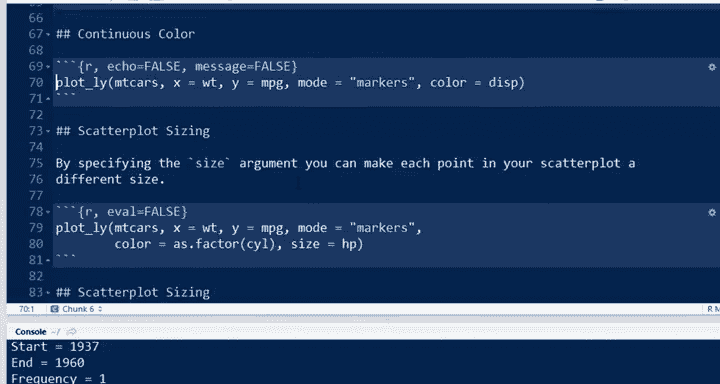 66
67 ## Continuous Color
68
69 ```{r, echo=FALSE, message=FALSE}
70 plot_ly(mtcars, x = wt, y = mpg, mode = "markers", color = disp)
71 ```
72
73 ## Scatterplot Sizing
74
75 By specifying the `size` argument you can make each point in your scatterplot a
76 different size.
77
78 ```{r, eval=FALSE}
79 plot_ly(mtcars, x = wt, y = mpg, mode = "markers",
80         color = as.factor(cyl), size = hp)
81 ```
82
83 ## Scatterplot Sizing
70:1 C Chunk 6 R M
Console ~/
Start = 1937
End = 1960
Frequency = 1